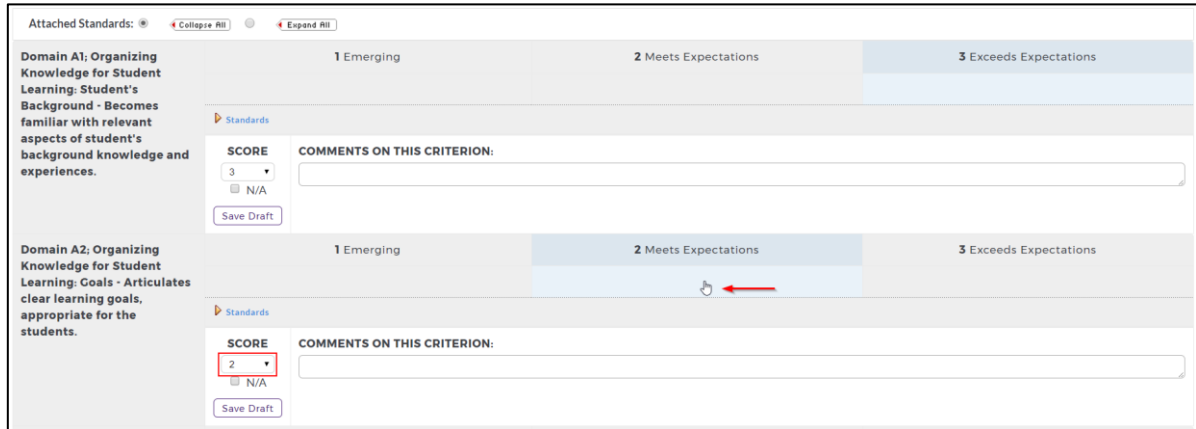 Attached Standards: Collapse All Expand All
Domain A1; Organizing
Knowledge for Student
Learning: Student's
Background - Becomes
familiar with relevant
aspects of student's
background knowledge and
experiences.
1 Emerging 2 Meets Expectations 3 Exceeds Expectations
Standards
SCORE COMMENTS ON THIS CRITERION:
3
N/A
Save Draft
Domain A2; Organizing
Knowledge for Student
Learning: Goals - Articulates
clear learning goals,
appropriate for the
students.
1 Emerging 2 Meets Expectations 3 Exceeds Expectations
Standards
SCORE COMMENTS ON THIS CRITERION:
2
N/A
Save Draft